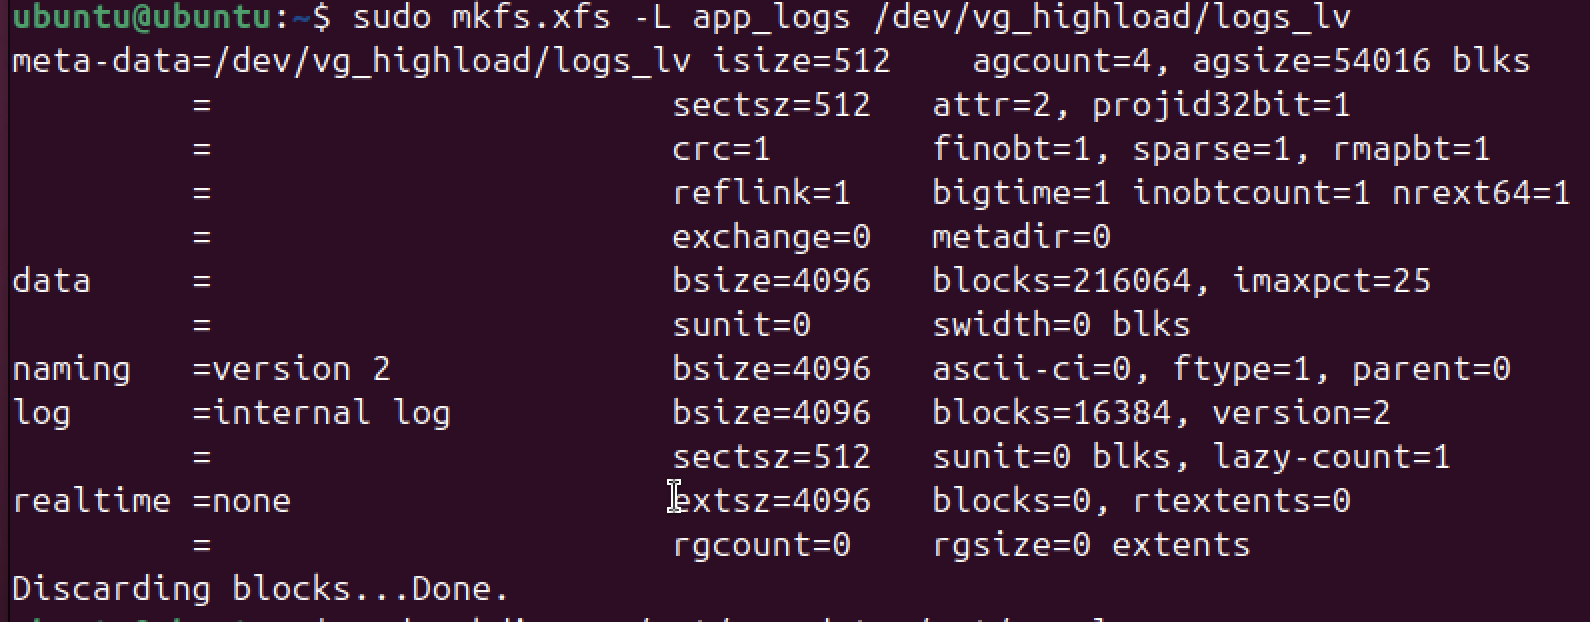 ubuntu@ubuntu:~$ sudo mkfs.xfs -L app_logs /dev/vg_highload/logs_lv
meta-data=/dev/vg_highload/logs_lv isize=512    agcount=4, agsize=54016 blks
         =                       sectsz=512   attr=2, projid32bit=1
         =                       crc=1        finobt=1, sparse=1, rmapbt=1
         =                       reflink=1    bigtime=1 inobtcount=1 nrext64=1
         =                       exchange=0   metadir=0
data     =                       bsize=4096   blocks=216064, imaxpct=25
         =                       sunit=0      swidth=0 blks
naming   =version 2              bsize=4096   ascii-ci=0, ftype=1, parent=0
log      =internal log           bsize=4096   blocks=16384, version=2
         =                       sectsz=512   sunit=0 blks, lazy-count=1
realtime =none                   extsz=4096   blocks=0, rtextents=0
         =                       rgcount=0    rgsize=0 extents
Discarding blocks...Done.